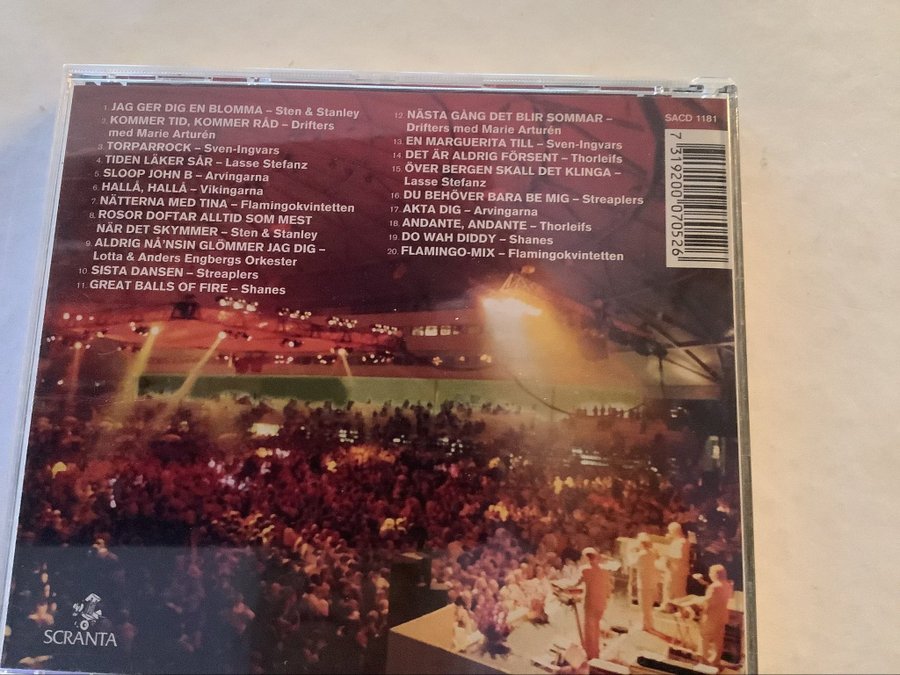 1. JAG GER DIG EN BLOMMA – Sten & Stanley
2. KOMMER TID, KOMMER RÅD – Drifters
med Marie Arturén
3. TORPARROCK – Sven-Ingvars
4. TIDEN LÄKER SÅR – Lasse Stefanz
5. SLOOP JOHN B – Arvingarna
6. HALLÅ, HALLÅ – Vikingarna
7. NÄTTERNA MED TINA – Flamingokvintetten
8. ROSOR DOFTAR ALLTID SOM MEST
NÄR DET SKYMMER – Sten & Stanley
9. ALDRIG NÅ'NSIN GLÖMMER JAG DIG –
Lotta & Anders Engbergs Orkester
10. SISTA DANSEN – Streaplers
11. GREAT BALLS OF FIRE – Shanes
12. NÄSTA GÅNG DET BLIR SOMMAR –
Drifters med Marie Arturén
13. EN MARGUERITA TILL – Sven-Ingvars
14. DET ÄR ALDRIG FÖRSENT – Thorleifs
15. ÖVER BERGEN SKALL DET KLINGA –
Lasse Stefanz
16. DU BEHÖVER BARA BE MIG – Streaplers
17. AKTA DIG – Arvingarna
18. ANDANTE, ANDANTE – Thorleifs
19. DO WAH DIDDY – Shanes
20. FLAMINGO-MIX – Flamingokvintetten
SACD 1181
7 319200 070526
SCRANTA